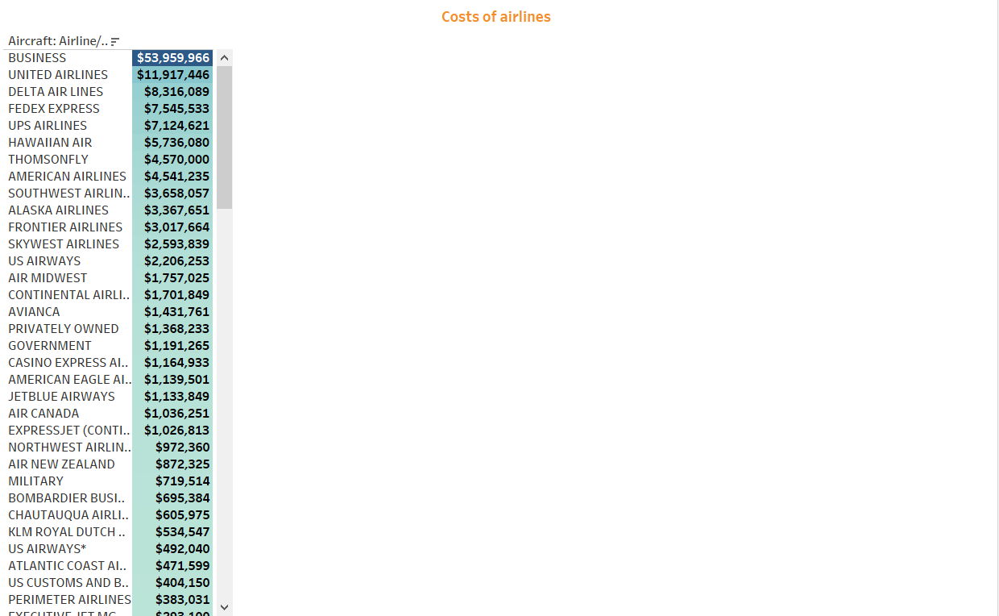 Costs of airlines
Aircraft: Airline/..
BUSINESS $53,959,966
UNITED AIRLINES $11,917,446
DELTA AIR LINES $8,316,089
FEDEX EXPRESS $7,545,533
UPS AIRLINES $7,124,621
HAWAIIAN AIR $5,736,080
THOMSONFLY $4,570,000
AMERICAN AIRLINES $4,541,235
SOUTHWEST AIRLIN.. $3,658,057
ALASKA AIRLINES $3,367,651
FRONTIER AIRLINES $3,017,664
SKYWEST AIRLINES $2,593,839
US AIRWAYS $2,206,253
AIR MIDWEST $1,757,025
CONTINENTAL AIRLI.. $1,701,849
AVIANCA $1,431,761
PRIVATELY OWNED $1,368,233
GOVERNMENT $1,191,265
CASINO EXPRESS AI.. $1,164,933
AMERICAN EAGLE AI.. $1,139,501
JETBLUE AIRWAYS $1,133,849
AIR CANADA $1,036,251
EXPRESSJET (CONTI.. $1,026,813
NORTHWEST AIRLIN.. $972,360
AIR NEW ZEALAND $872,325
MILITARY $719,514
BOMBARDIER BUSI.. $695,384
CHAUTAUQUA AIRLI.. $605,975
KLM ROYAL DUTCH .. $534,547
US AIRWAYS* $492,040
ATLANTIC COAST AI.. $471,599
US CUSTOMS AND B.. $404,150
PERIMETER AIRLINES $383,031
EXECUTIVE JET